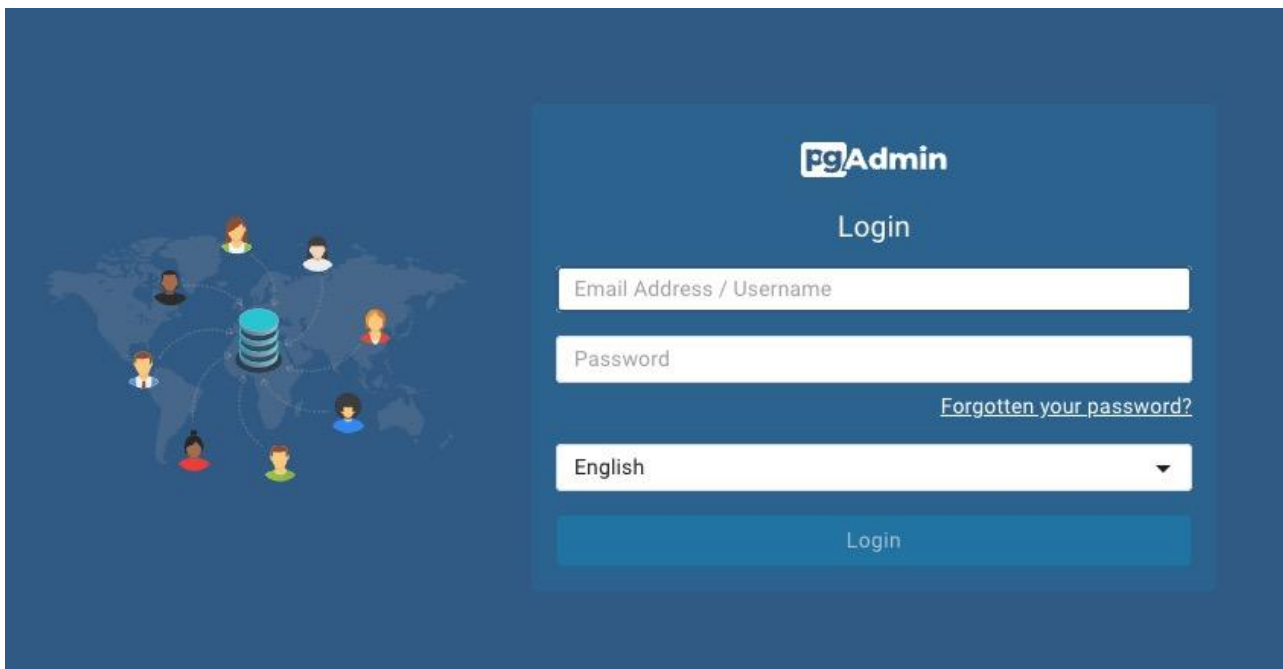 pgAdmin
Login
Email Address / Username
Password
Forgotten your password?
English
Login